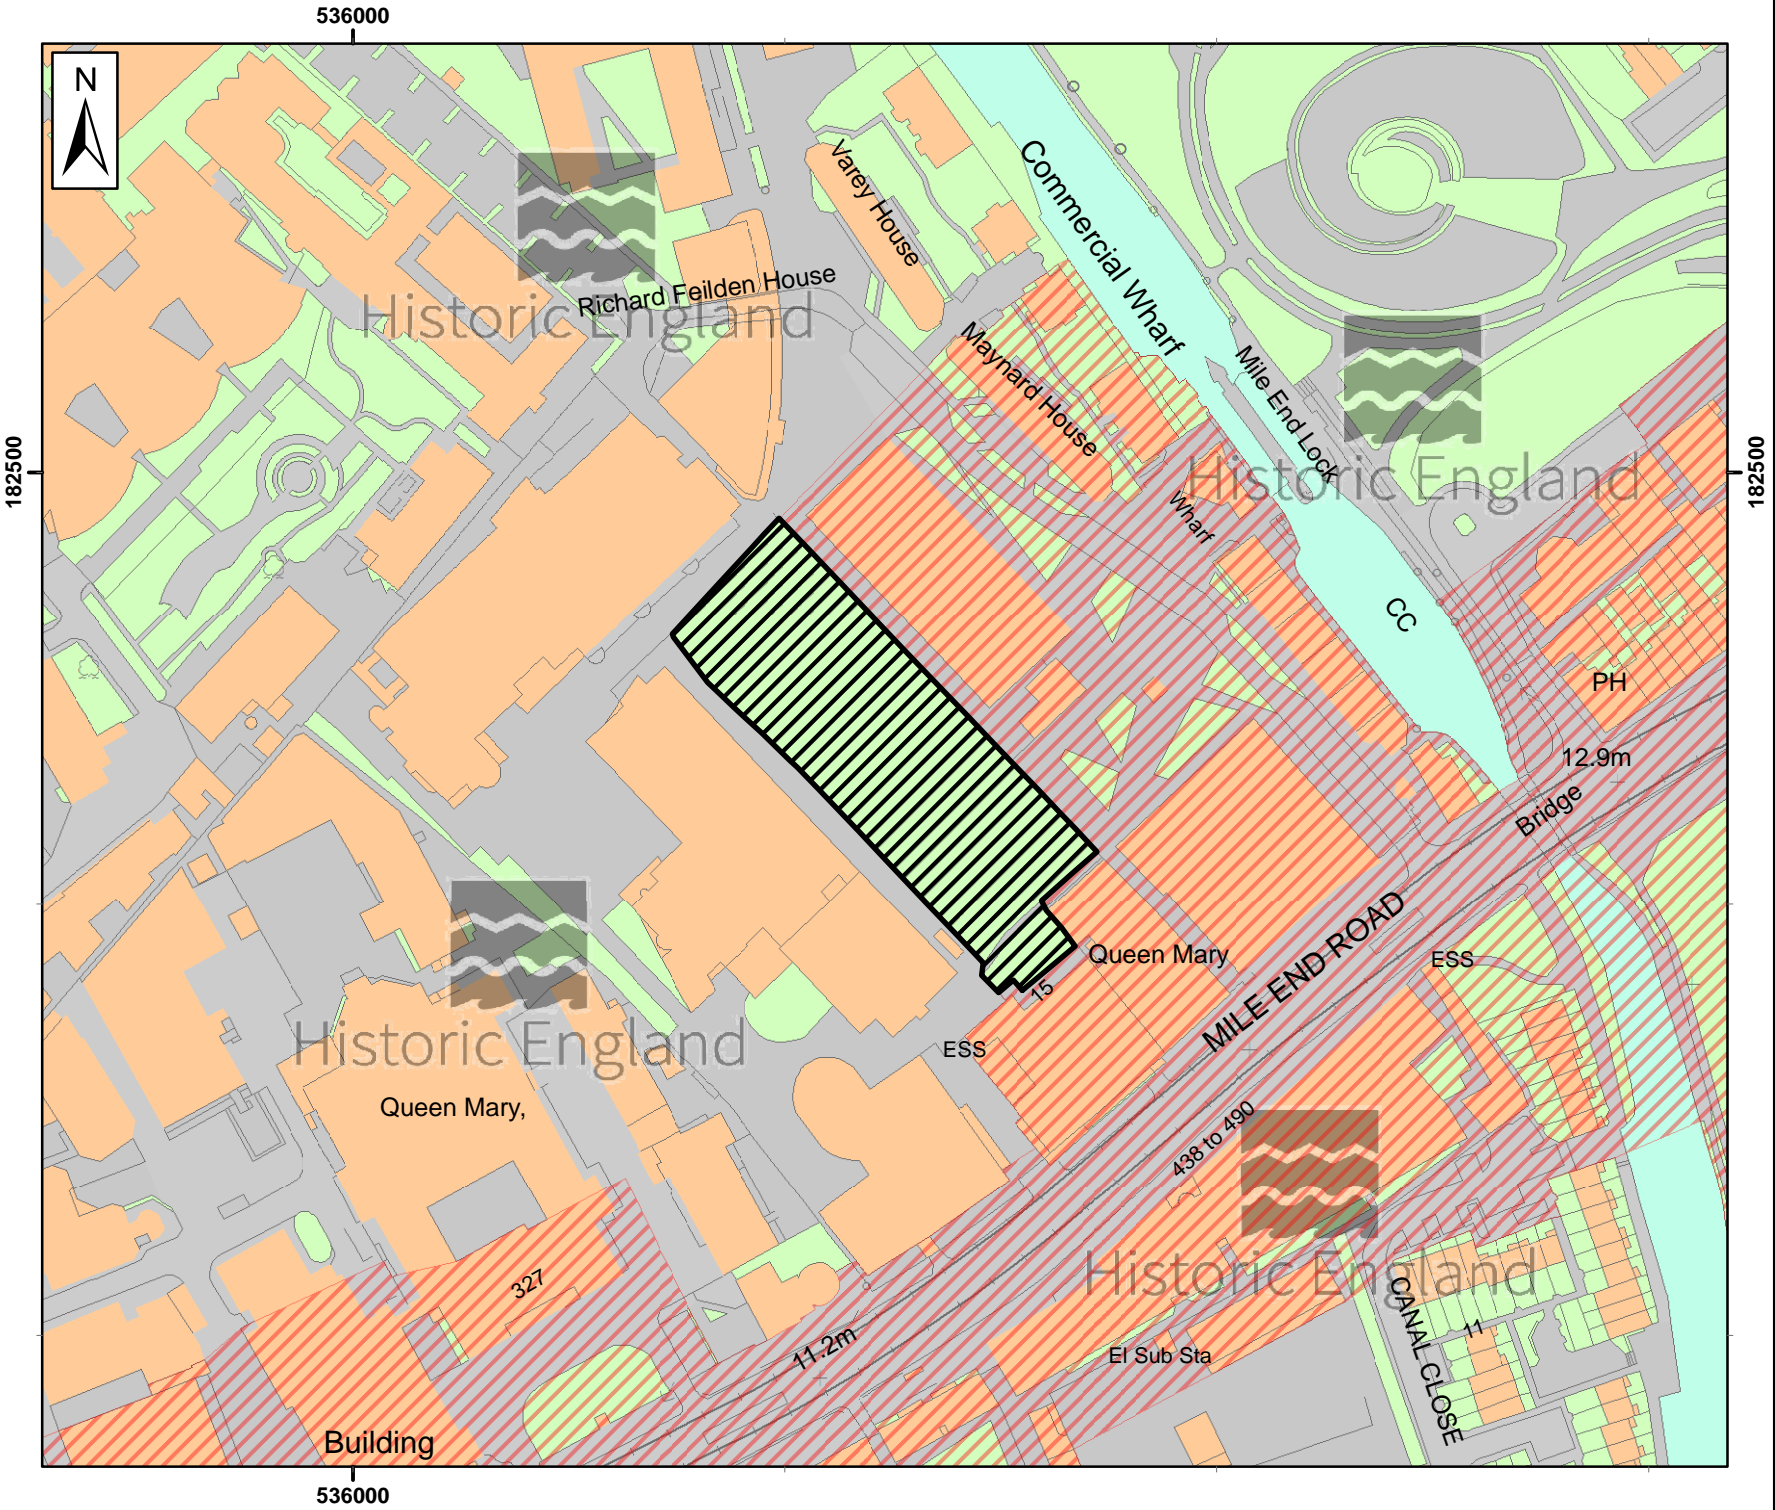 536000
N
Varey House
Commercial Wharf
Richard Feilden House
Historic England
Maynard House
Mile End Lock
182500
182500
Historic England
Wharf
CC
PH
12.9m
Bridge
MILE END ROAD
Queen Mary
ESS
15
ESS
Historic England
Queen Mary,
438 to 490
Historic England
327
CANAL CLOSE
11
11.2m
El Sub Sta
Building
536000